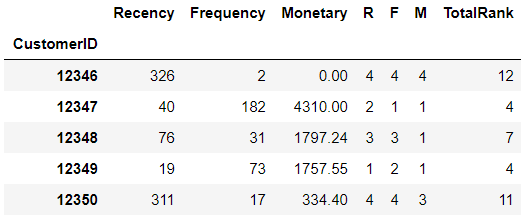 Recency Frequency Monetary R F M TotalRank
CustomerID
12346 326 2 0.00 4 4 4 12
12347 40 182 4310.00 2 1 1 4
12348 76 31 1797.24 3 3 1 7
12349 19 73 1757.55 1 2 1 4
12350 311 17 334.40 4 4 3 11